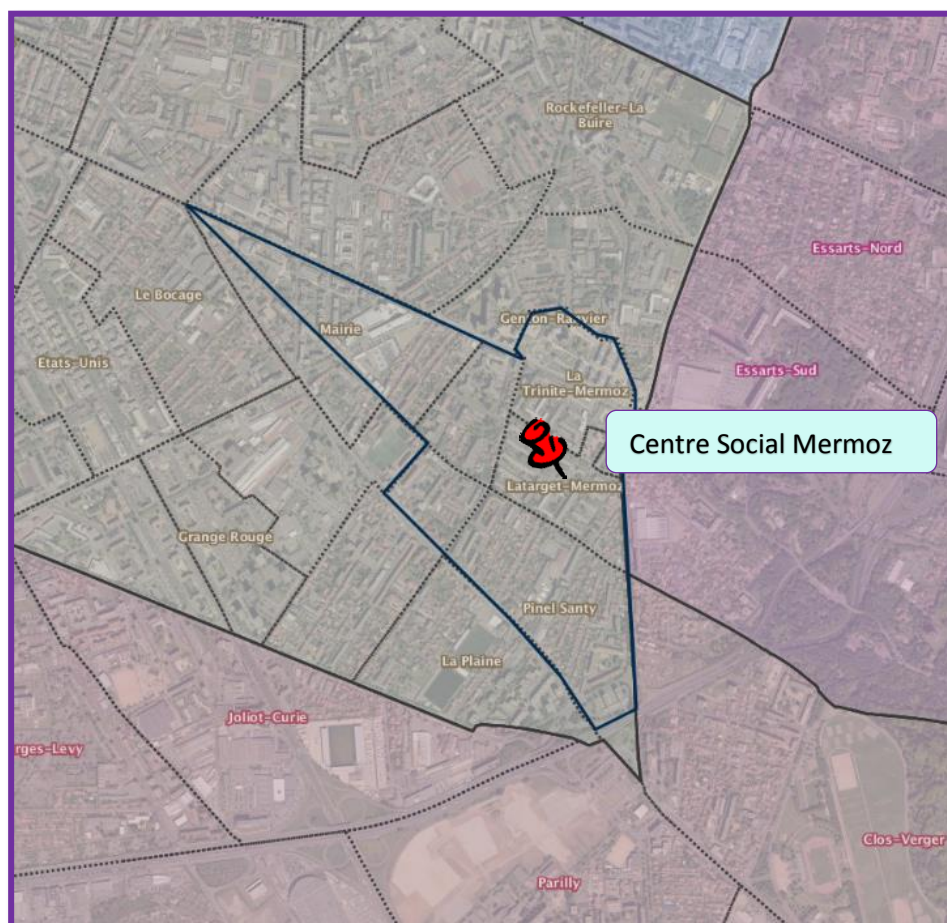 Rockefeller-La
Buire
Essarts-Nord
Le Bocage
Genton-Ranvier
Mairie
Etats-Unis
Essarts-Sud
La
Trinite-Mermoz
Centre Social Mermoz
Latarget-Mermoz
Grange Rouge
Pinel Santy
La Plaine
Joliot-Curie
rges-Levy
Clos-Verger
Parilly